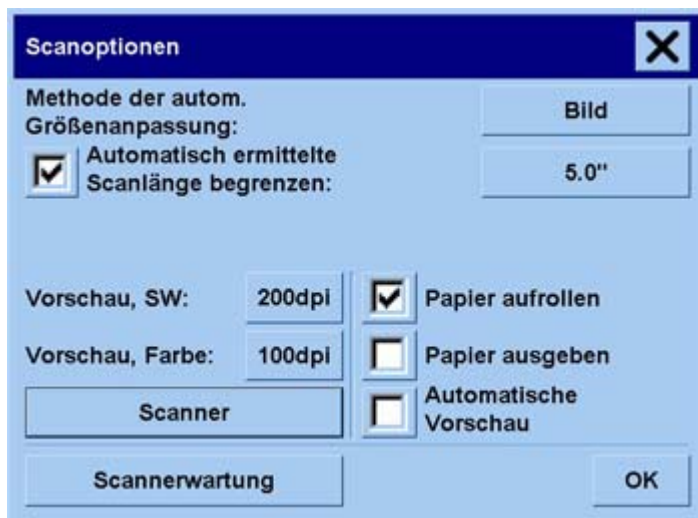 Scanoptionen
Methode der autom.
Größenanpassung:
Bild
Automatisch ermittelte
Scanlänge begrenzen:
5.0"
Vorschau, SW:
200dpi
Papier aufrollen
Vorschau, Farbe:
100dpi
Papier ausgeben
Scanner
Automatische
Vorschau
Scannerwartung
OK